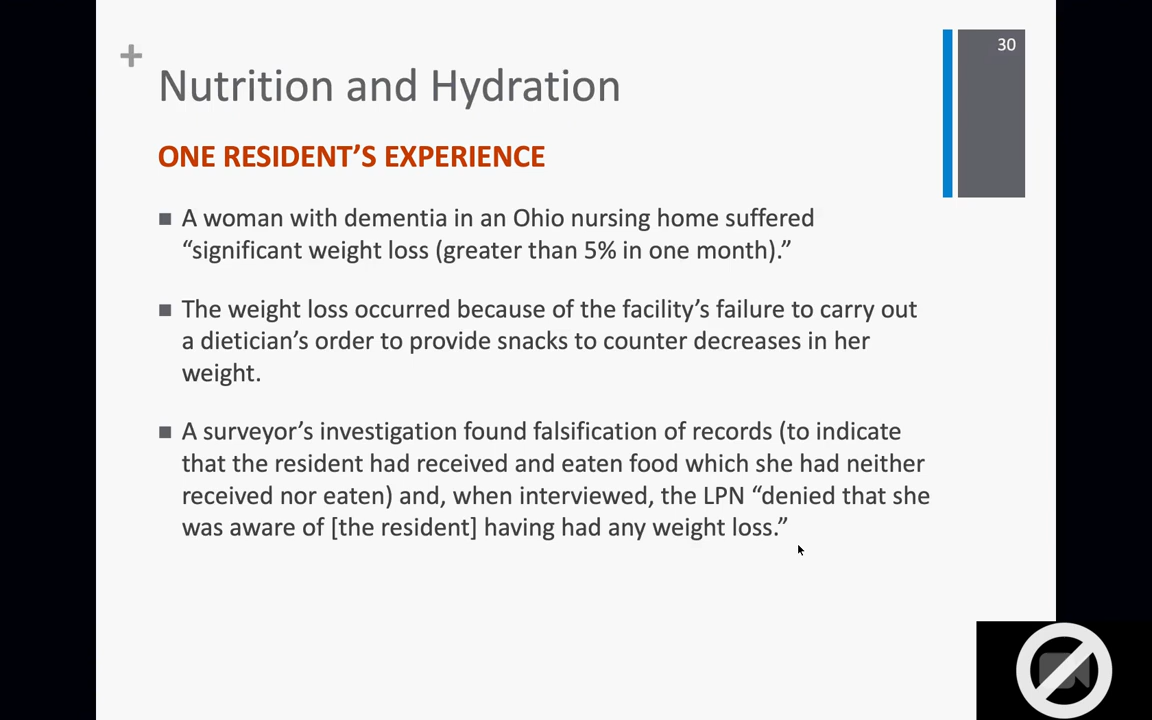 30
+
Nutrition and Hydration
ONE RESIDENT’S EXPERIENCE
■ A woman with dementia in an Ohio nursing home suffered
“significant weight loss (greater than 5% in one month).”
■ The weight loss occurred because of the facility’s failure to carry out
a dietician’s order to provide snacks to counter decreases in her
weight.
■ A surveyor’s investigation found falsification of records (to indicate
that the resident had received and eaten food which she had neither
received nor eaten) and, when interviewed, the LPN “denied that she
was aware of [the resident] having had any weight loss.”